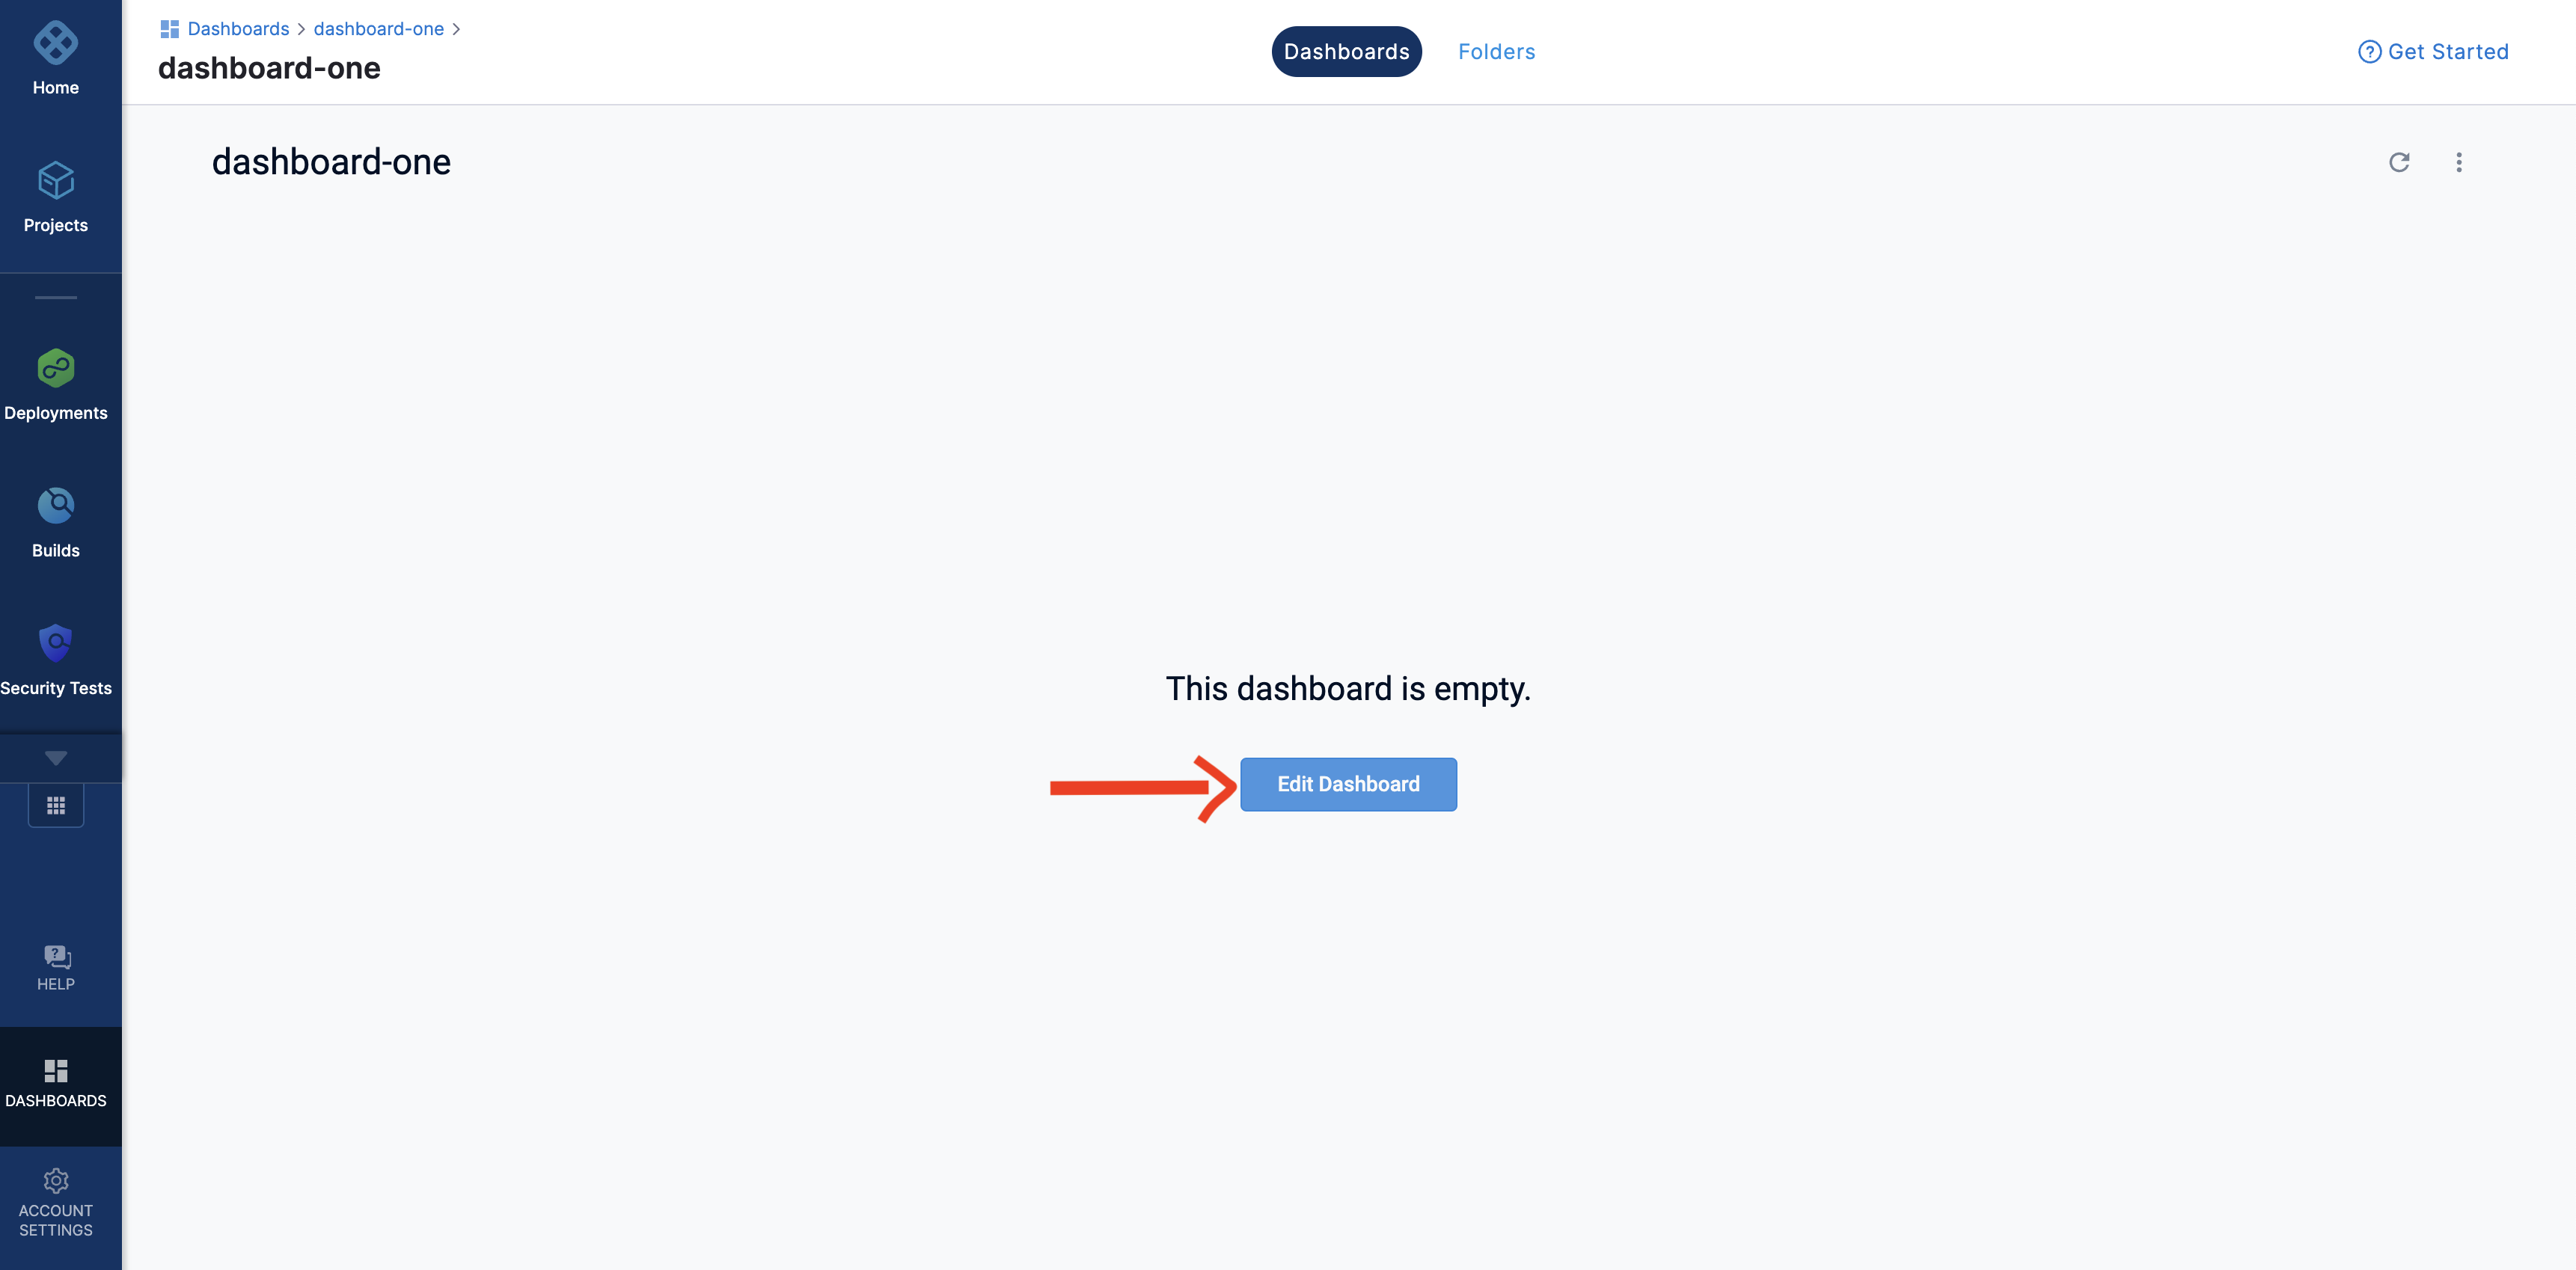 Home
Projects
Deployments
Builds
Security Tests
HELP
DASHBOARDS
ACCOUNT
SETTINGS
Dashboards > dashboard-one >
dashboard-one
Dashboards
Folders
Get Started
dashboard-one
This dashboard is empty.
Edit Dashboard